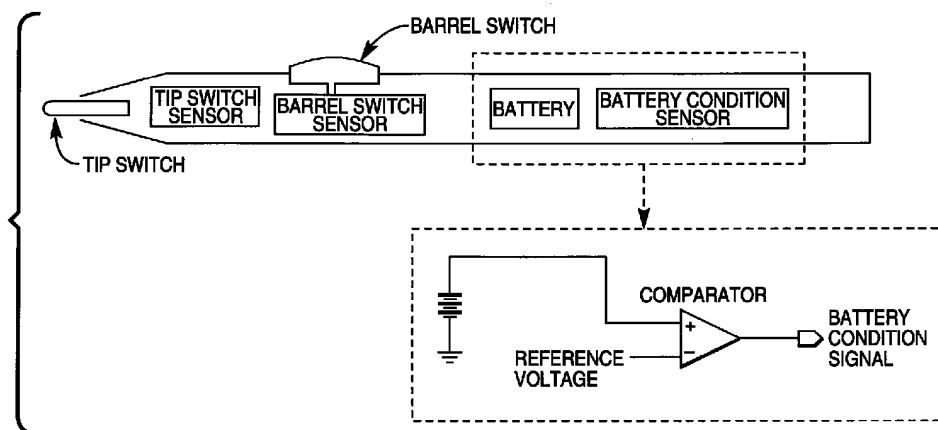 BARREL SWITCH
TIP SWITCH
SENSOR
BARREL SWITCH
SENSOR
BATTERY
BATTERY CONDITION
SENSOR
TIP SWITCH
COMPARATOR
+
−
REFERENCE
VOLTAGE
BATTERY
CONDITION
SIGNAL